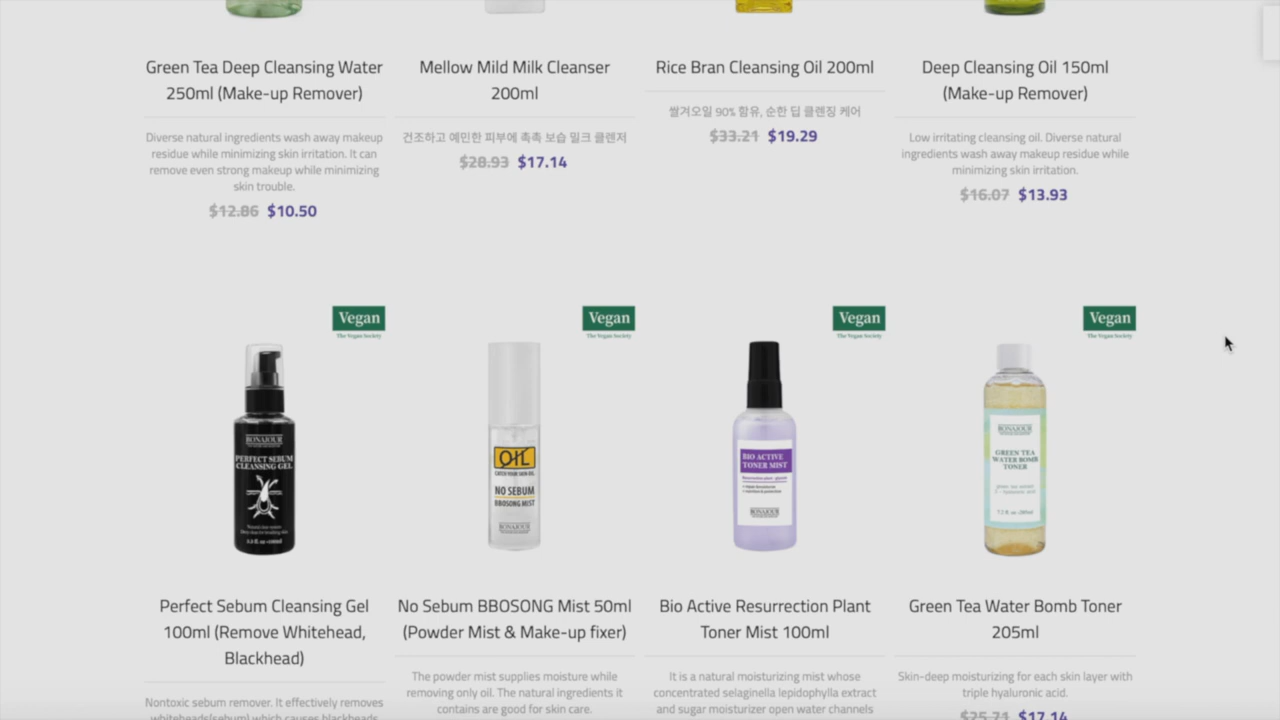 Green Tea Deep Cleansing Water
250ml (Make-up Remover)
Diverse natural ingredients wash away makeup
residue while minimizing skin irritation. It can
remove even strong makeup while minimizing
skin trouble.
$12.86 $10.50
Mellow Mild Milk Cleanser
200ml
건조하고 예민한 피부에 촉촉 보습 밀크 클렌저
$28.93 $17.14
Rice Bran Cleansing Oil 200ml
쌀겨오일 90% 함유, 순한 딥 클렌징 케어
$33.21 $19.29
Deep Cleansing Oil 150ml
(Make-up Remover)
Low irritating cleansing oil. Diverse natural
ingredients wash away makeup residue while
minimizing skin irritation.
$16.07 $13.93
Vegan
The Vegan Society
BONAJOUR
PERFECT SEBUM
CLEANSING GEL
Perfect Sebum Cleansing Gel
100ml (Remove Whitehead,
Blackhead)
Nontoxic sebum remover. It effectively removes
whiteheads(sebum) which causes blackheads
Vegan
The Vegan Society
OIL
CATCH YOUR SKIN OIL
NO SEBUM
BBOSONG MIST
BONAJOUR
No Sebum BBOSONG Mist 50ml
(Powder Mist & Make-up fixer)
The powder mist supplies moisture while
removing only oil. The natural ingredients it
contains are good for skin care.
Vegan
The Vegan Society
BIO ACTIVE
TONER MIST
BONAJOUR
Bio Active Resurrection Plant
Toner Mist 100ml
It is a natural moisturizing mist whose
concentrated selaginella lepidophylla extract
and sugar moisturizer open water channels
Vegan
The Vegan Society
BONAJOUR
GREEN TEA
WATER BOMB
TONER
Green Tea Water Bomb Toner
205ml
Skin-deep moisturizing for each skin layer with
triple hyaluronic acid.
$25.71 $17.14